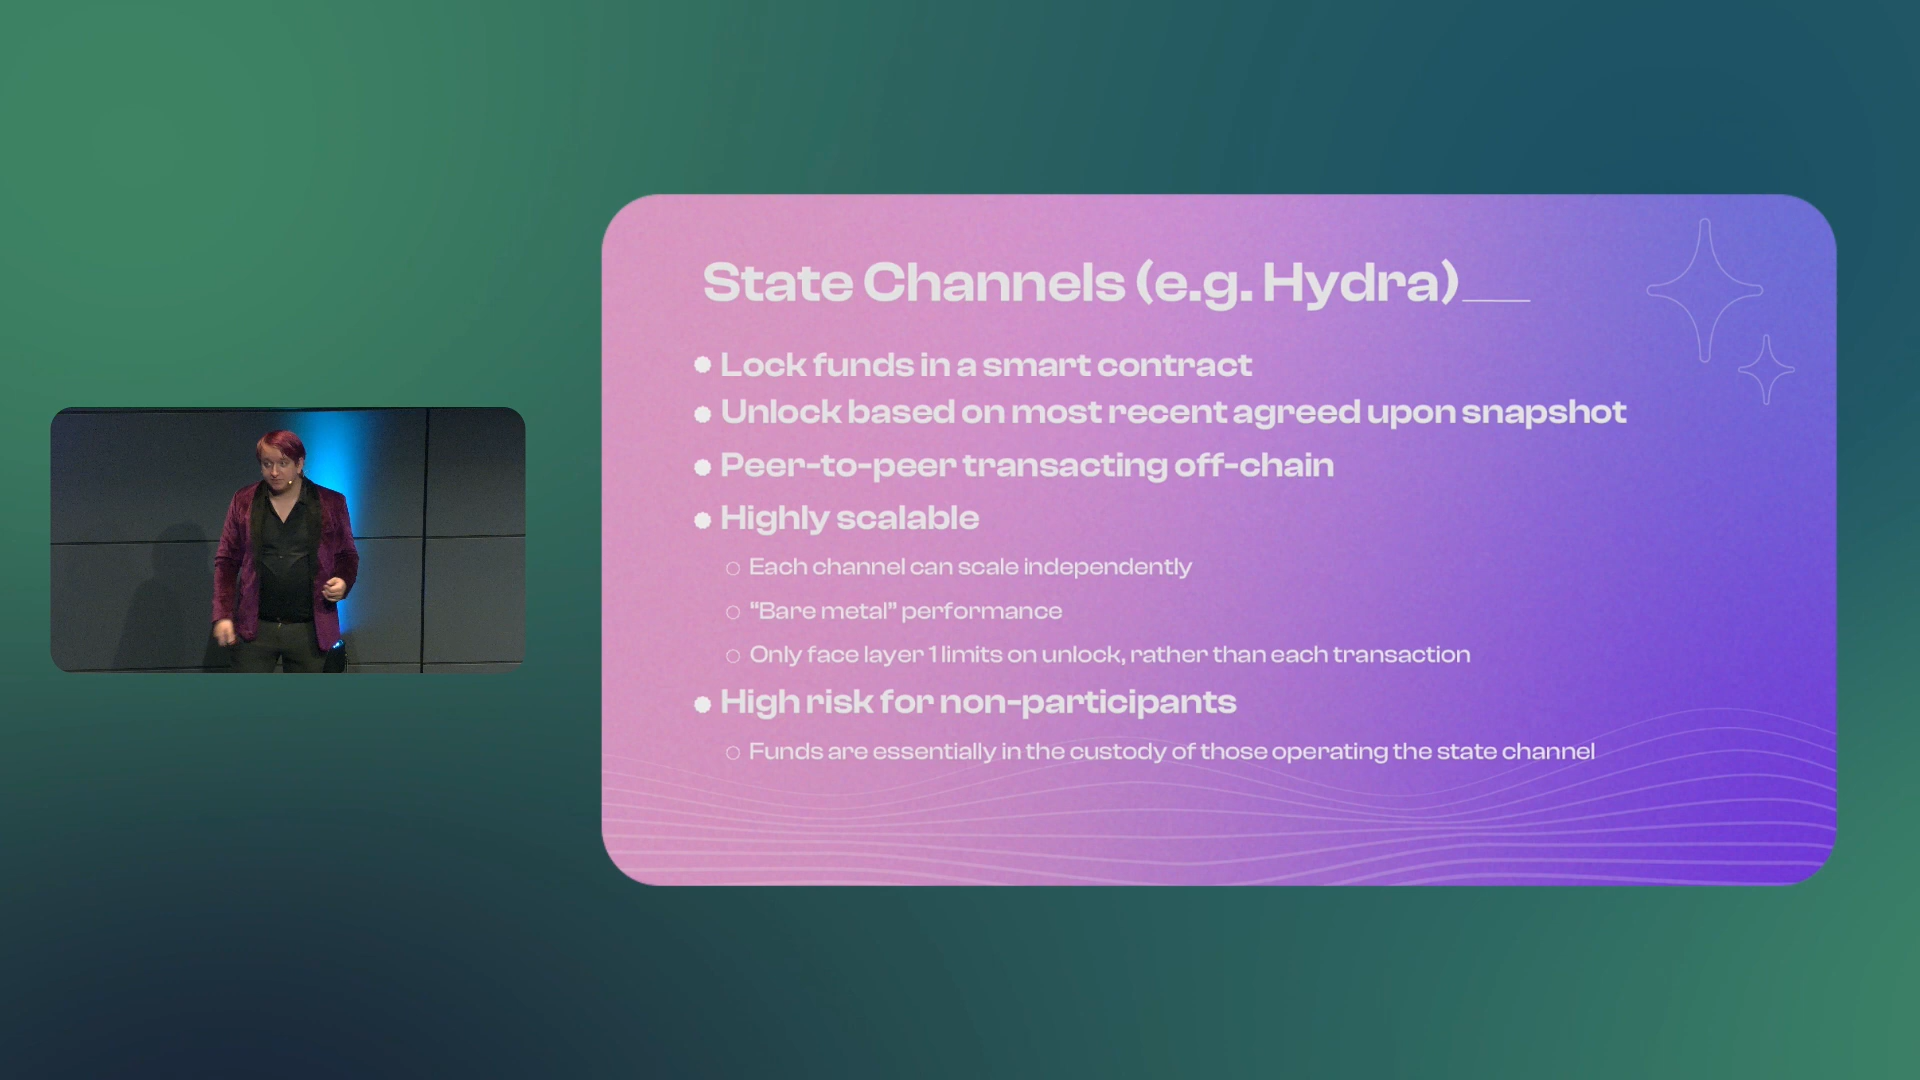 State Channels (e.g. Hydra)__
Lock funds in a smart contract
Unlock based on most recent agreed upon snapshot
Peer-to-peer transacting off-chain
Highly scalable
Each channel can scale independently
“Bare metal” performance
Only face layer 1 limits on unlock, rather than each transaction
High risk for non-participants
Funds are essentially in the custody of those operating the state channel